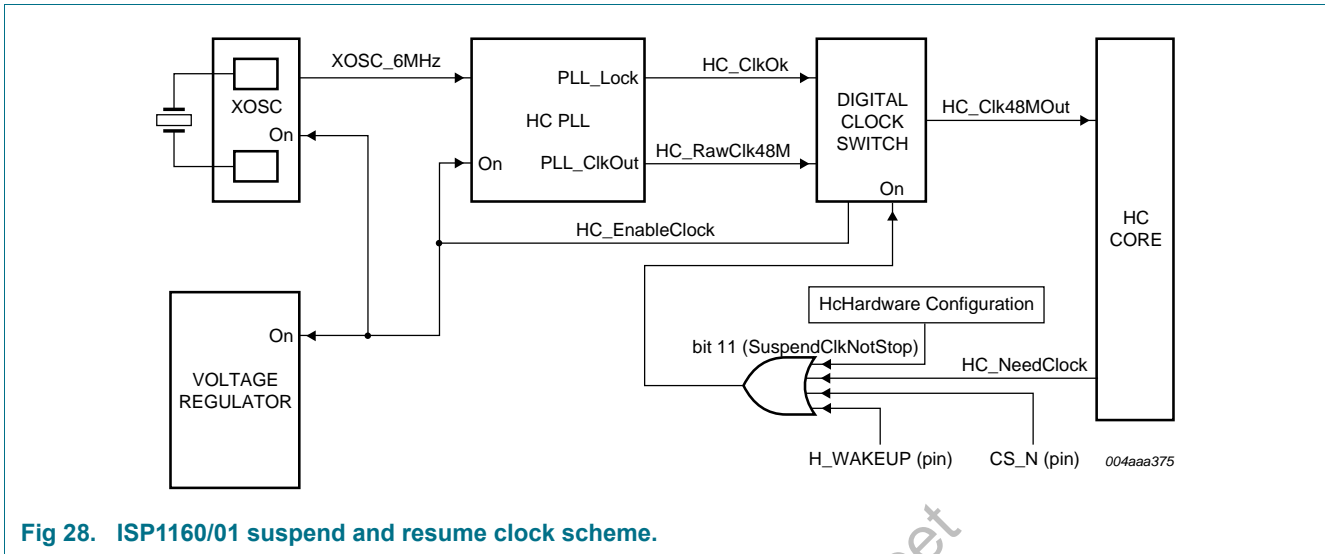 XOSC_6MHz
PLL_Lock
HC_ClkOk
XOSC
HC PLL
DIGITAL
CLOCK
SWITCH
HC_Clk48MOut
On
On
PLL_ClkOut
HC_RawClk48M
On
HC_EnableClock
HC
CORE
HcHardware Configuration
On
bit 11 (SuspendClkNotStop)
HC_NeedClock
VOLTAGE
REGULATOR
H_WAKEUP (pin)
CS_N (pin)
004aaa375
et
Fig 28. ISP1160/01 suspend and resume clock scheme.